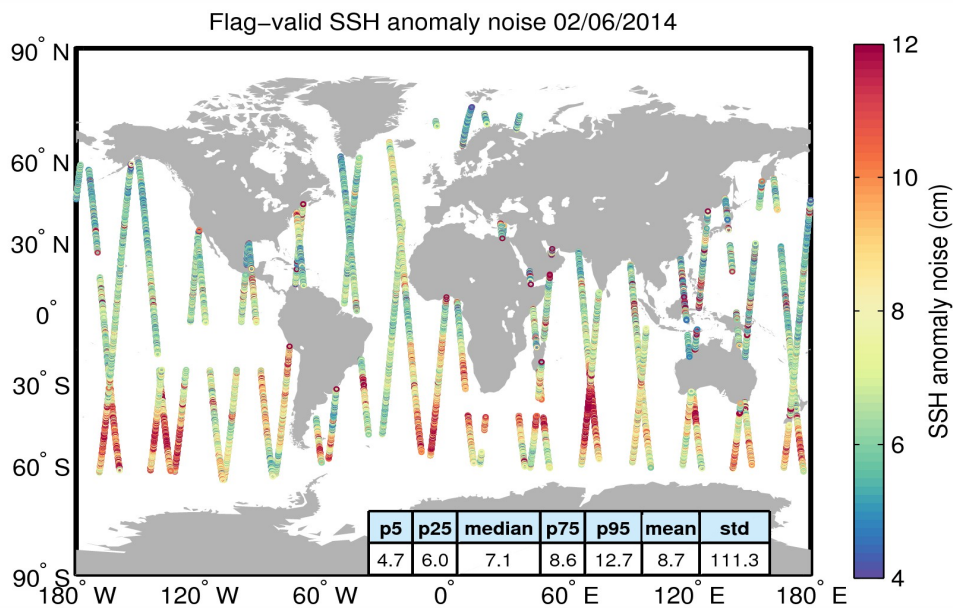 Flag−valid SSH anomaly noise 02/06/2014
90° N
60° N
30° N
0°
30° S
60° S
90° S
180° W 120° W 60° W 0° 60° E 120° E 180° E
p5 p25 median p75 p95 mean std
4.7 6.0 7.1 8.6 12.7 8.7 111.3
12
10
8
6
4
SSH anomaly noise (cm)